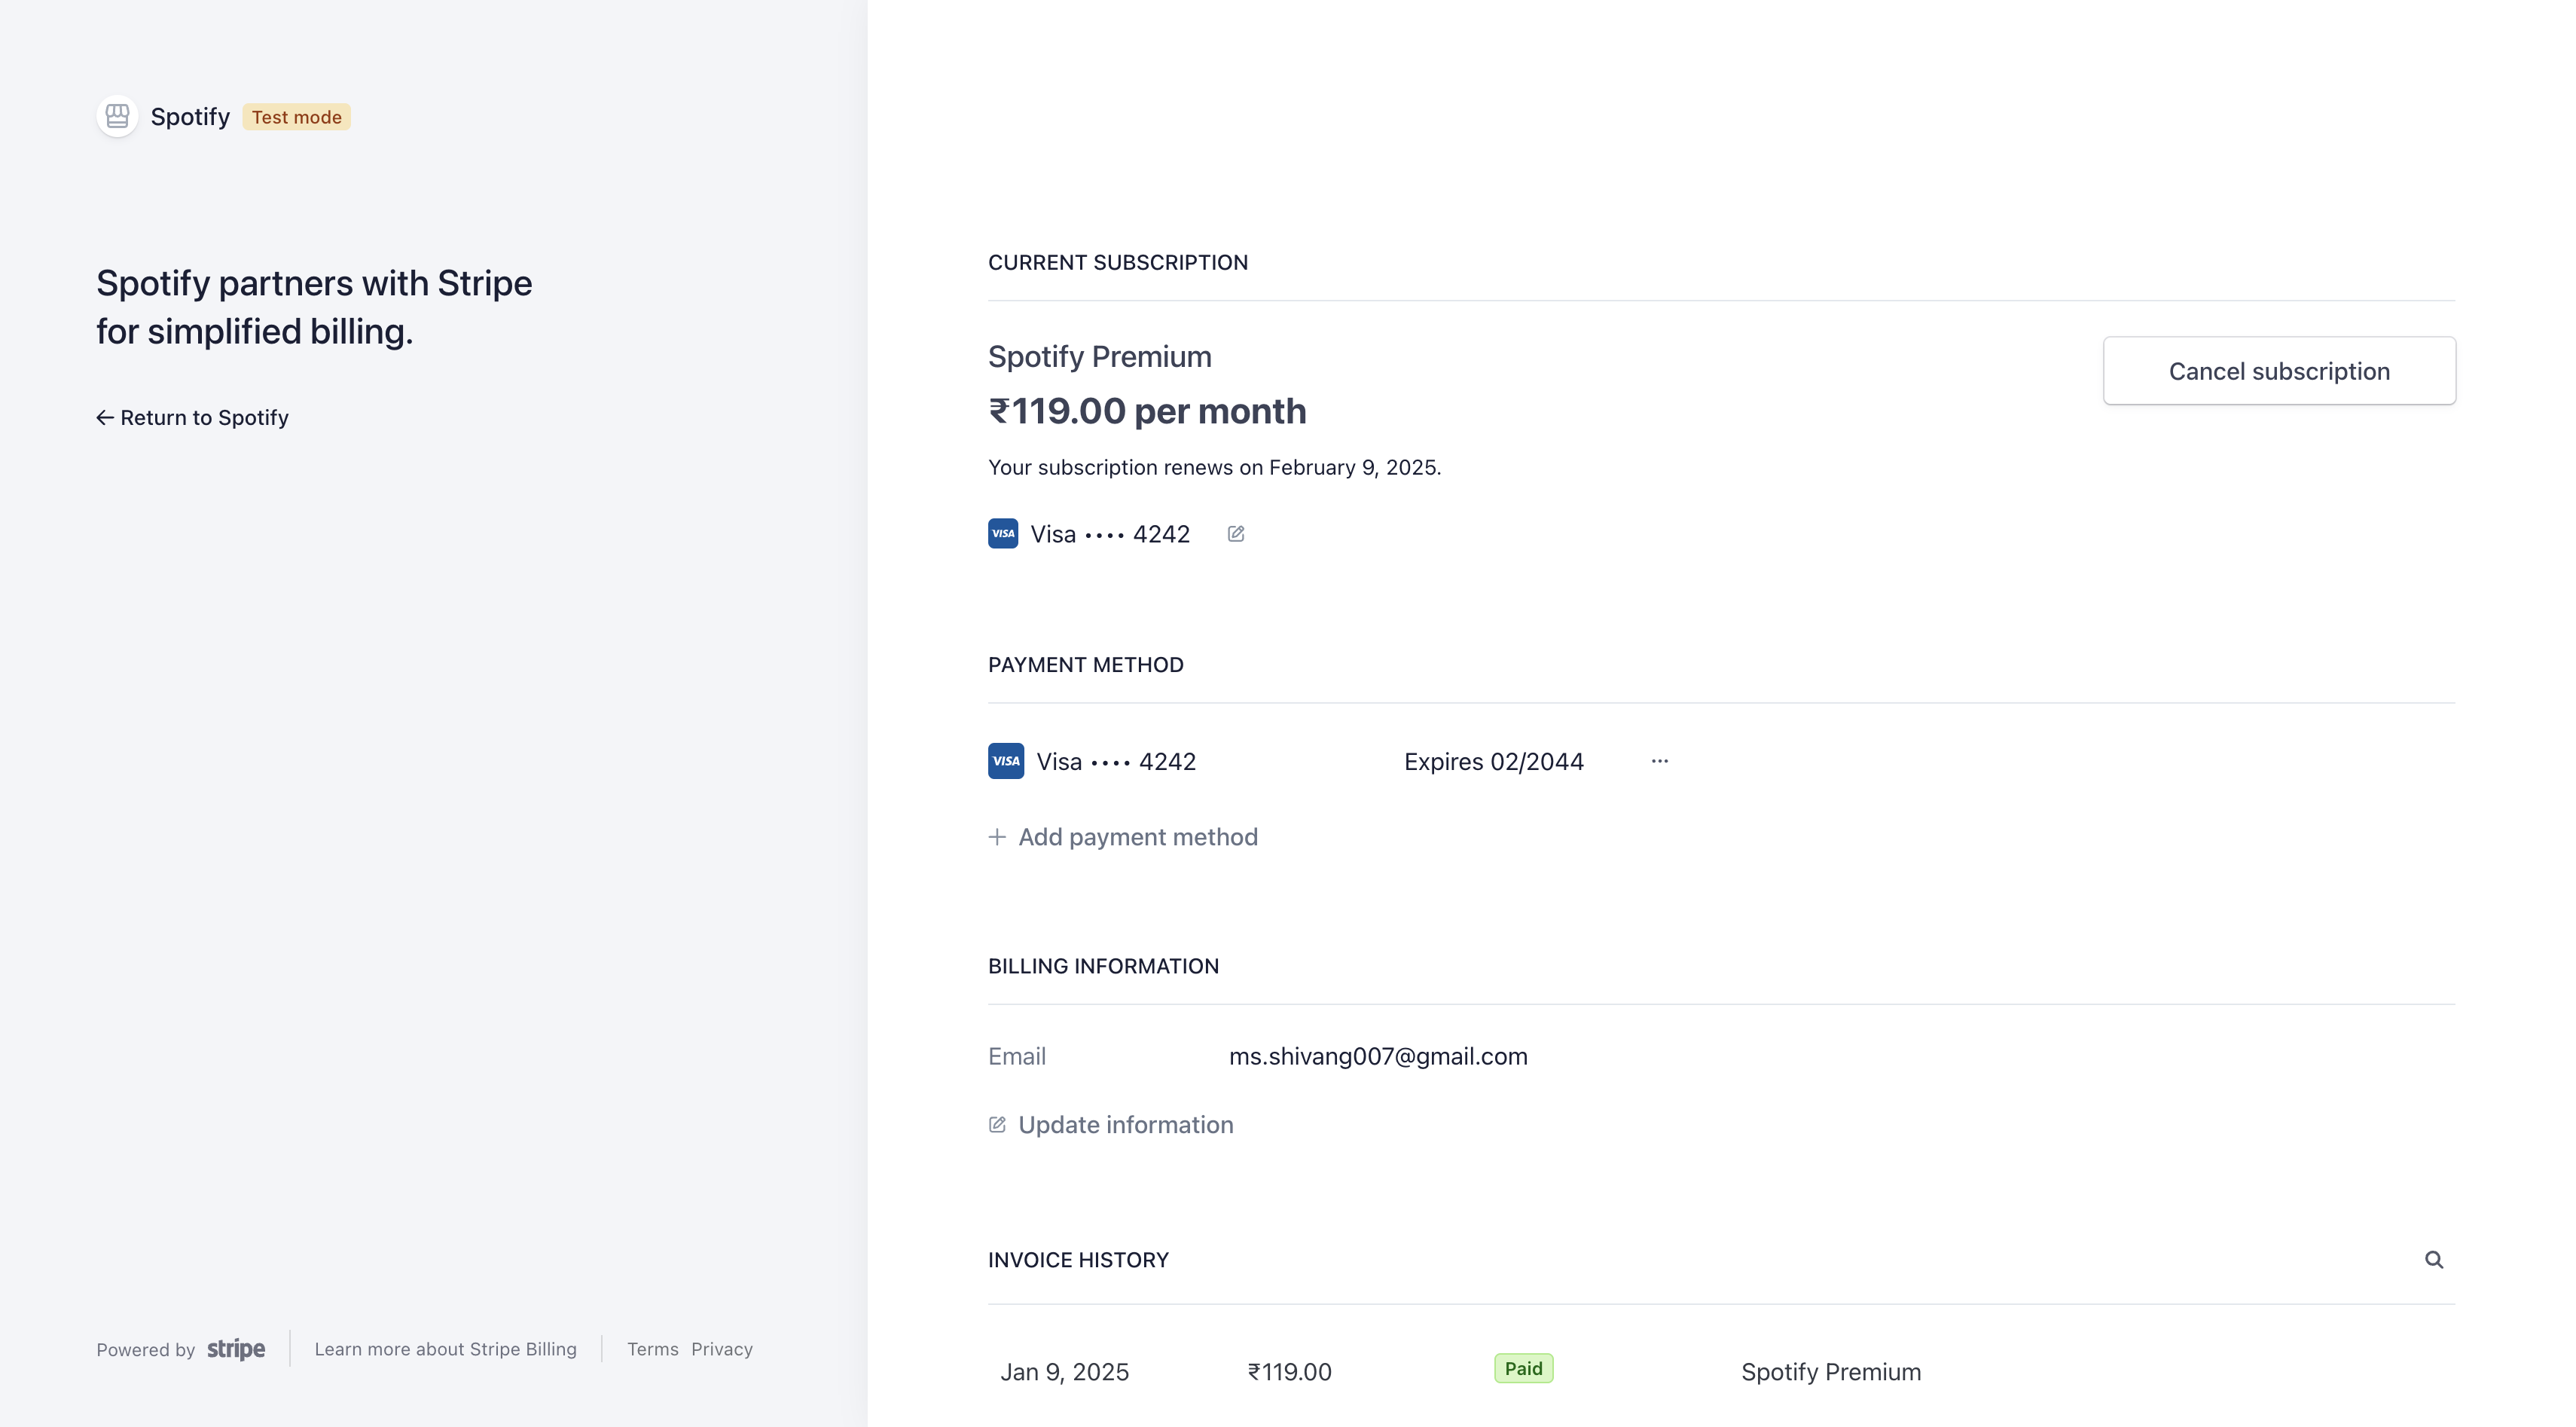 Spotify Test mode
Spotify partners with Stripe
for simplified billing.
← Return to Spotify
Powered by stripe
Learn more about Stripe Billing
Terms Privacy
CURRENT SUBSCRIPTION
Spotify Premium
₹119.00 per month
Your subscription renews on February 9, 2025.
VISA Visa •••• 4242
Cancel subscription
PAYMENT METHOD
VISA Visa •••• 4242 Expires 02/2044 ···
+ Add payment method
BILLING INFORMATION
Email ms.shivang007@gmail.com
Update information
INVOICE HISTORY
Jan 9, 2025 ₹119.00 Paid Spotify Premium